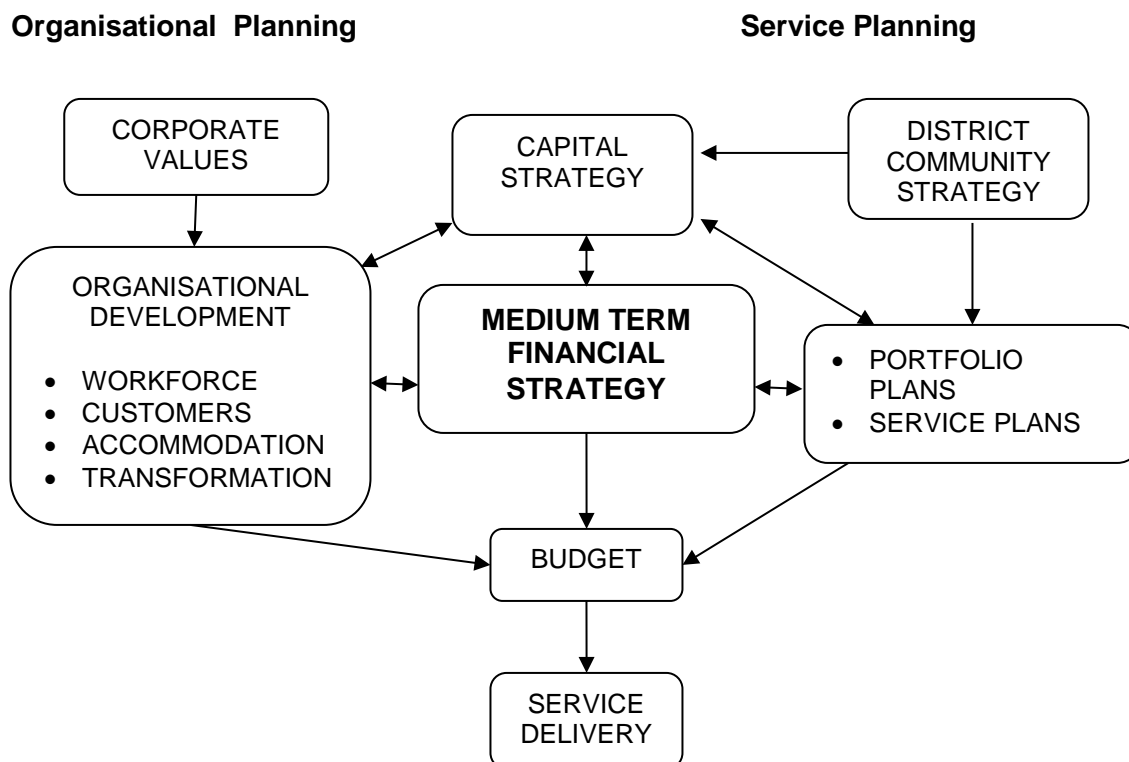 Organisational  Planning
Service Planning
CORPORATE
VALUES
CAPITAL
STRATEGY
DISTRICT
COMMUNITY
STRATEGY
ORGANISATIONAL
DEVELOPMENT
• WORKFORCE
• CUSTOMERS
• ACCOMMODATION
• TRANSFORMATION
MEDIUM TERM
FINANCIAL
STRATEGY
• PORTFOLIO
PLANS
• SERVICE PLANS
BUDGET
SERVICE
DELIVERY